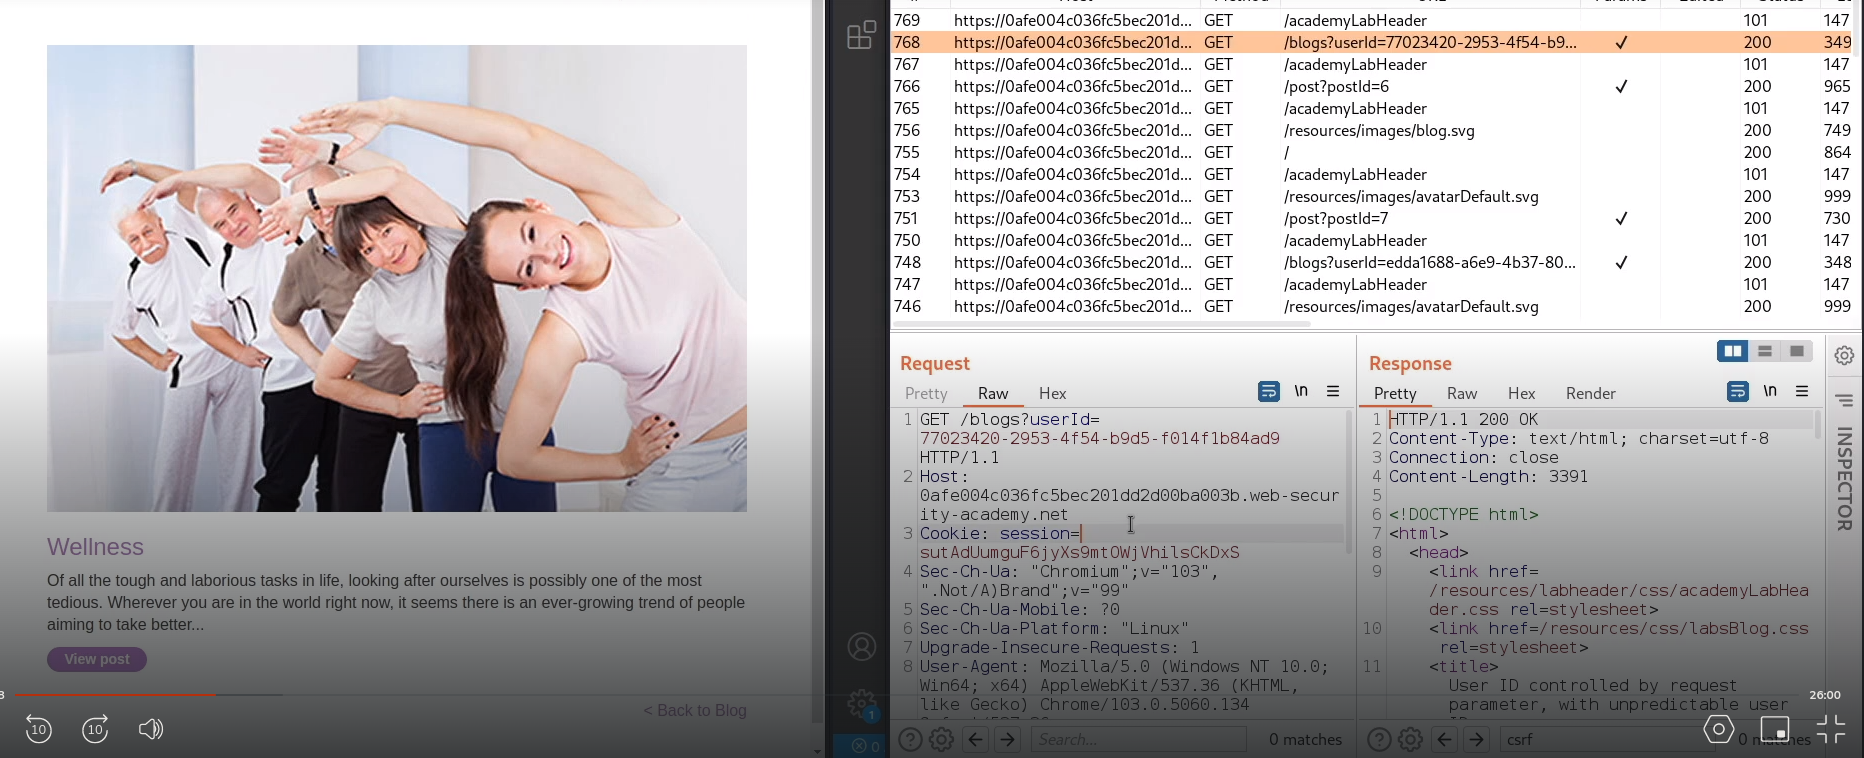 Wellness
Of all the tough and laborious tasks in life, looking after ourselves is possibly one of the most
tedious. Wherever you are in the world right now, it seems there is an ever-growing trend of people
aiming to take better...
View post
< Back to Blog
10
10
1
0
769 https://0afe004c036fc5bec201d... GET /academyLabHeader 101 147
768 https://0afe004c036fc5bec201d... GET /blogs?userId=77023420-2953-4f54-b9... ✓ 200 349
767 https://0afe004c036fc5bec201d... GET /academyLabHeader 101 147
766 https://0afe004c036fc5bec201d... GET /post?postId=6 ✓ 200 965
765 https://0afe004c036fc5bec201d... GET /academyLabHeader 101 147
756 https://0afe004c036fc5bec201d... GET /resources/images/blog.svg 200 749
755 https://0afe004c036fc5bec201d... GET / 200 864
754 https://0afe004c036fc5bec201d... GET /academyLabHeader 101 147
753 https://0afe004c036fc5bec201d... GET /resources/images/avatarDefault.svg 200 999
751 https://0afe004c036fc5bec201d... GET /post?postId=7 ✓ 200 730
750 https://0afe004c036fc5bec201d... GET /academyLabHeader 101 147
748 https://0afe004c036fc5bec201d... GET /blogs?userId=edda1688-a6e9-4b37-80... ✓ 200 348
747 https://0afe004c036fc5bec201d... GET /academyLabHeader 101 147
746 https://0afe004c036fc5bec201d... GET /resources/images/avatarDefault.svg 200 999
Request
Pretty Raw Hex \n
1 GET /blogs?userId=
77023420-2953-4f54-b9d5-f014f1b84ad9
HTTP/1.1
2 Host:
0afe004c036fc5bec201dd2d00ba003b.web-secur
ity-academy.net
3 Cookie: session=
sutAdUumguF6jyXs9mtOWjVhilsCkDxS
4 Sec-Ch-Ua: "Chromium";v="103",
".Not/A)Brand";v="99"
5 Sec-Ch-Ua-Mobile: ?0
6 Sec-Ch-Ua-Platform: "Linux"
7 Upgrade-Insecure-Requests: 1
8 User-Agent: Mozilla/5.0 (Windows NT 10.0;
Win64; x64) AppleWebKit/537.36 (KHTML,
like Gecko) Chrome/103.0.5060.134
Search... 0 matches
Response
Pretty Raw Hex Render \n
1 HTTP/1.1 200 OK
2 Content-Type: text/html; charset=utf-8
3 Connection: close
4 Content-Length: 3391
5
6 <!DOCTYPE html>
7 <html>
8 <head>
9 <link href=
/resources/labheader/css/academyLabHea
der.css rel=stylesheet>
10 <link href=/resources/css/labsBlog.css
rel=stylesheet>
11 <title>
User ID controlled by request
parameter, with unpredictable user
csrf 0 matches
INSPECTOR
26:00